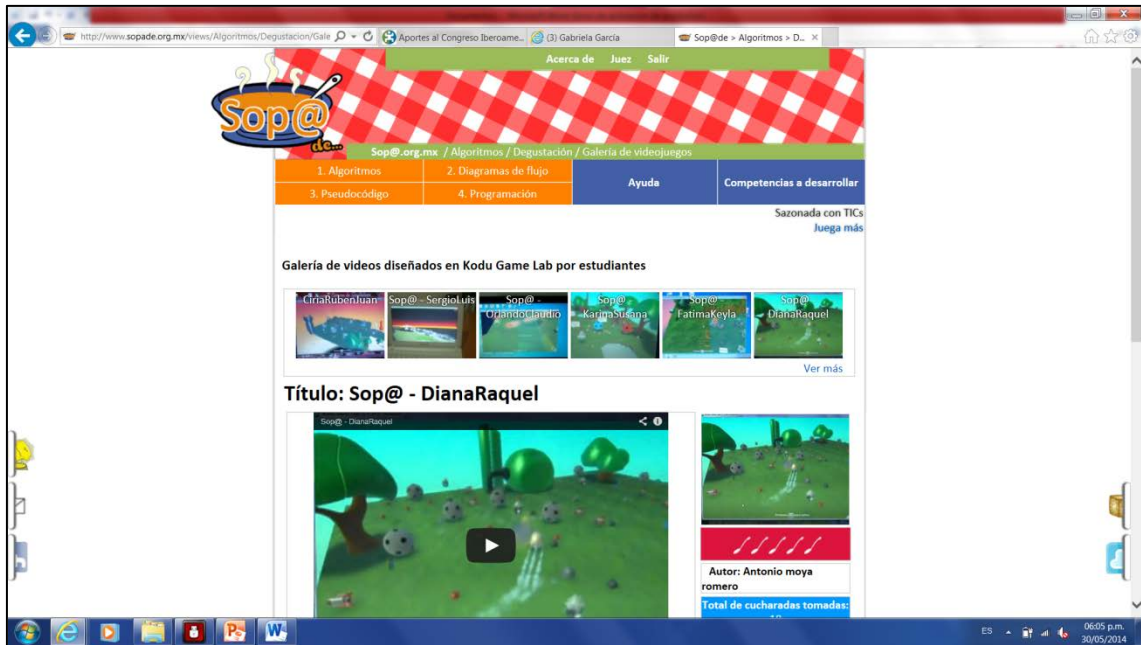 http://www.sopade.org.mx/views/Algoritmos/Degustacion/Gale
Aportes al Congreso Iberoame...
(3) Gabriela García
Sop@de > Algoritmos > D...
Acerca de Juez Salir
Sop@
de...
Sop@.org.mx / Algoritmos / Degustación / Galería de videojuegos
1. Algoritmos
2. Diagramas de flujo
3. Pseudocódigo
4. Programación
Ayuda
Competencias a desarrollar
Sazonada con TICs
Juega más
Galería de videos diseñados en Kodu Game Lab por estudiantes
CiriaRubenJuan
Sop@ - SergioLuis
Sop@ -
OrlandoClaudio
Sop@ -
KarinaSusana
Sop@ -
FatimaKeyla
Sop@ -
DianaRaquel
Ver más
Título: Sop@ - DianaRaquel
Sop@ - DianaRaquel
Autor: Antonio moya
romero
Total de cucharadas tomadas:
ES
06:05 p.m.
30/05/2014